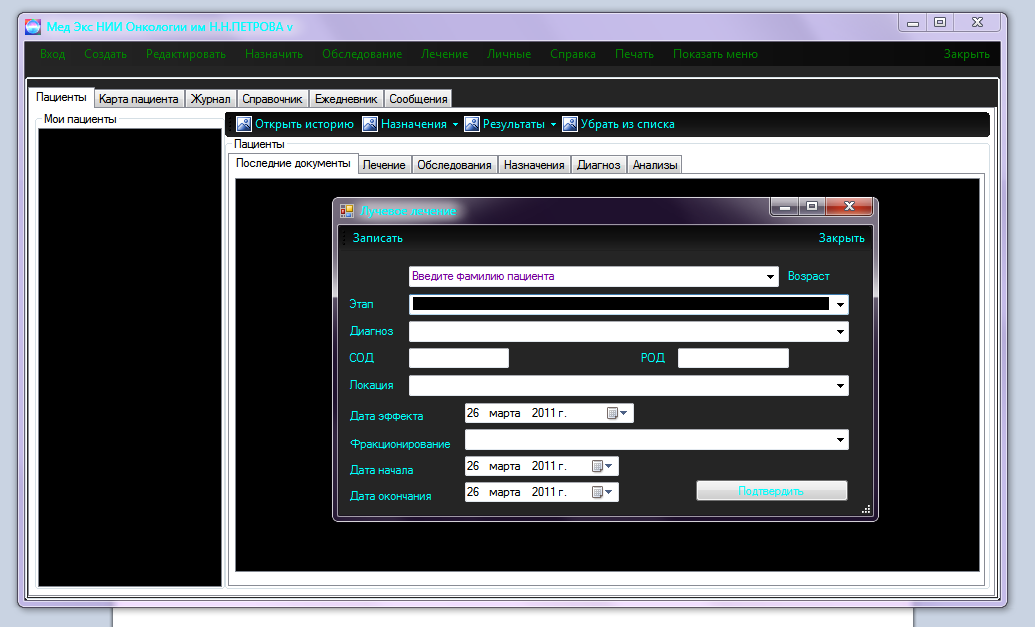 Мед Экс НИИ Онкологии им Н.Н.ПЕТРОВА v
Вход Создать Редактировать Назначить Обследование Лечение Личные Справка Печать Показать меню Закрыть
Пациенты Карта пациента Журнал Справочник Ежедневник Сообщения
Мои пациенты
Открыть историю Назначения Результаты Убрать из списка
Пациенты
Последние документы Лечение Обследования Назначения Диагноз Анализы
Лучевое лечение
Записать Закрыть
Введите фамилию пациента Возраст
Этап
Диагноз
СОД РОД
Локация
Дата эффекта 26 марта 2011 г.
Фракционирование
Дата начала 26 марта 2011 г.
Дата окончания 26 марта 2011 г. Подтвердить